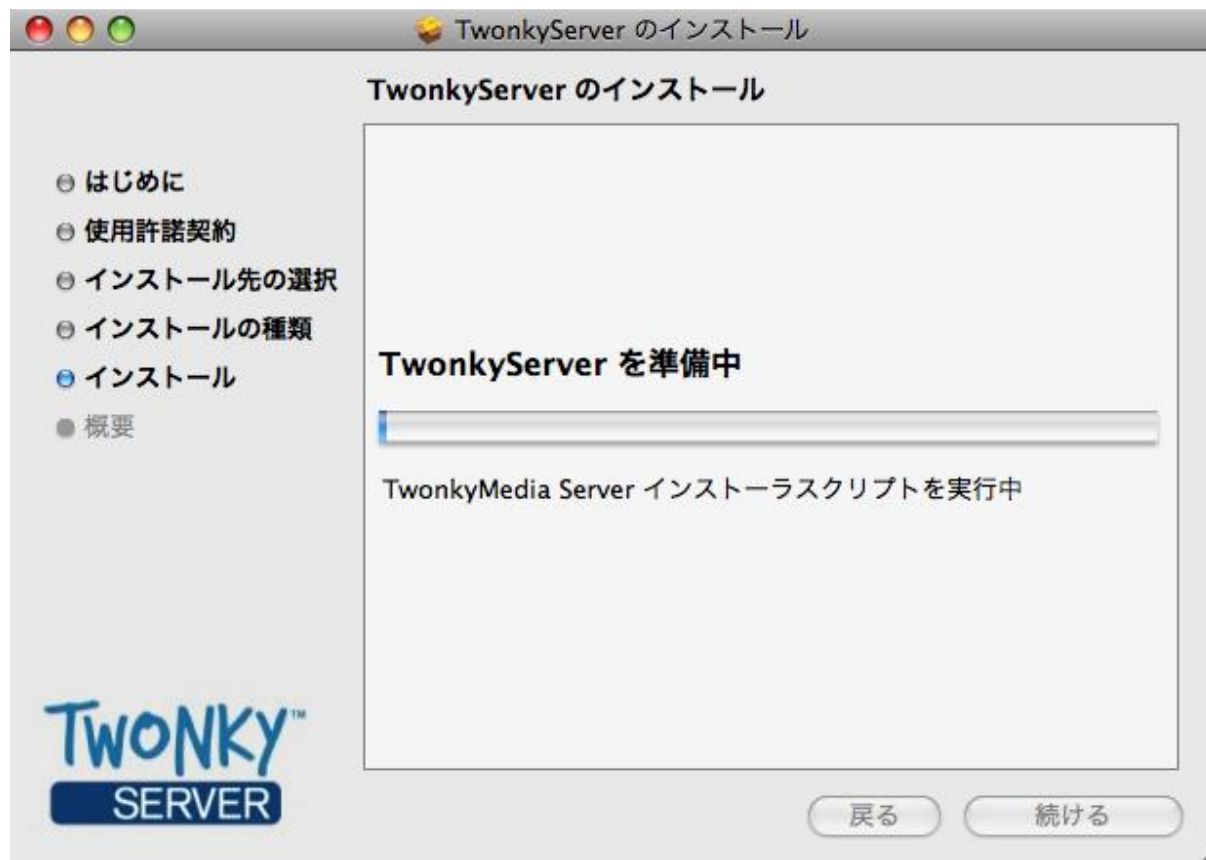 TwonkyServer のインストール
TwonkyServer のインストール
はじめに
使用許諾契約
インストール先の選択
インストールの種類
インストール
概要
TwonkyServer を準備中
TwonkyMedia Server インストーラスクリプトを実行中
TWONKY™
SERVER
戻る
続ける